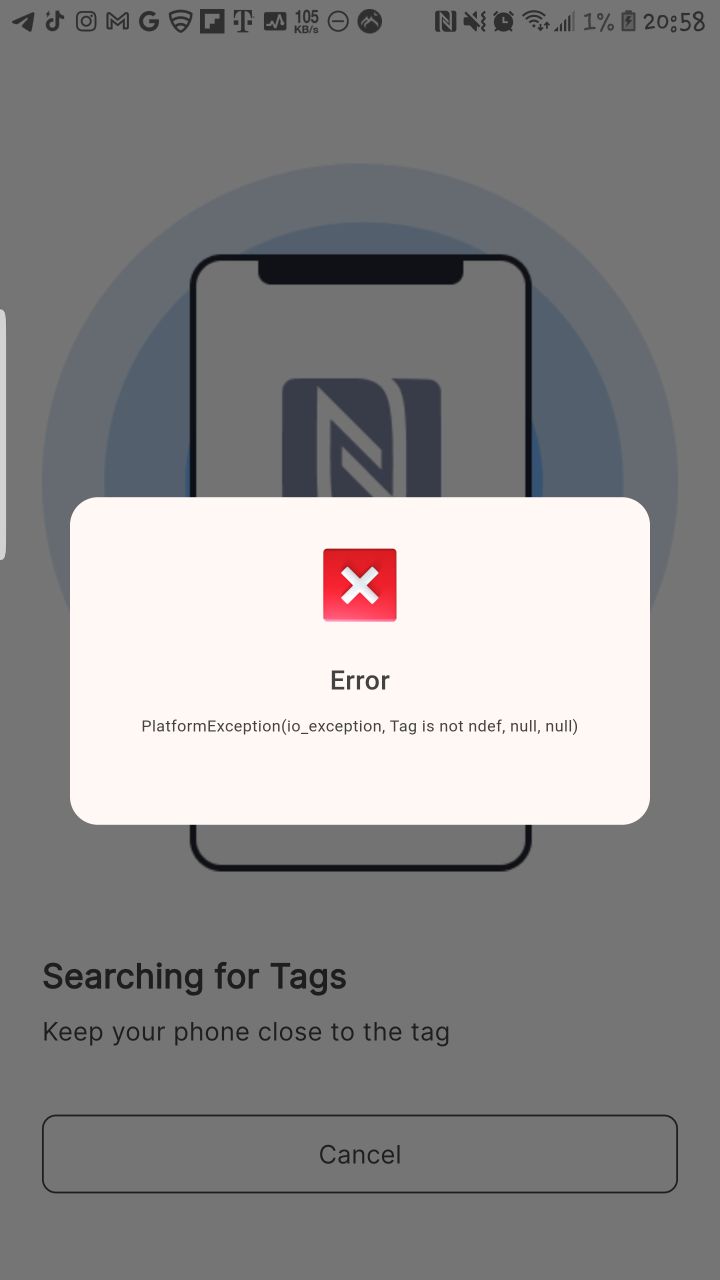 105
KB/s
1% 20:58
Error
PlatformException(io_exception, Tag is not ndef, null, null)
Searching for Tags
Keep your phone close to the tag
Cancel